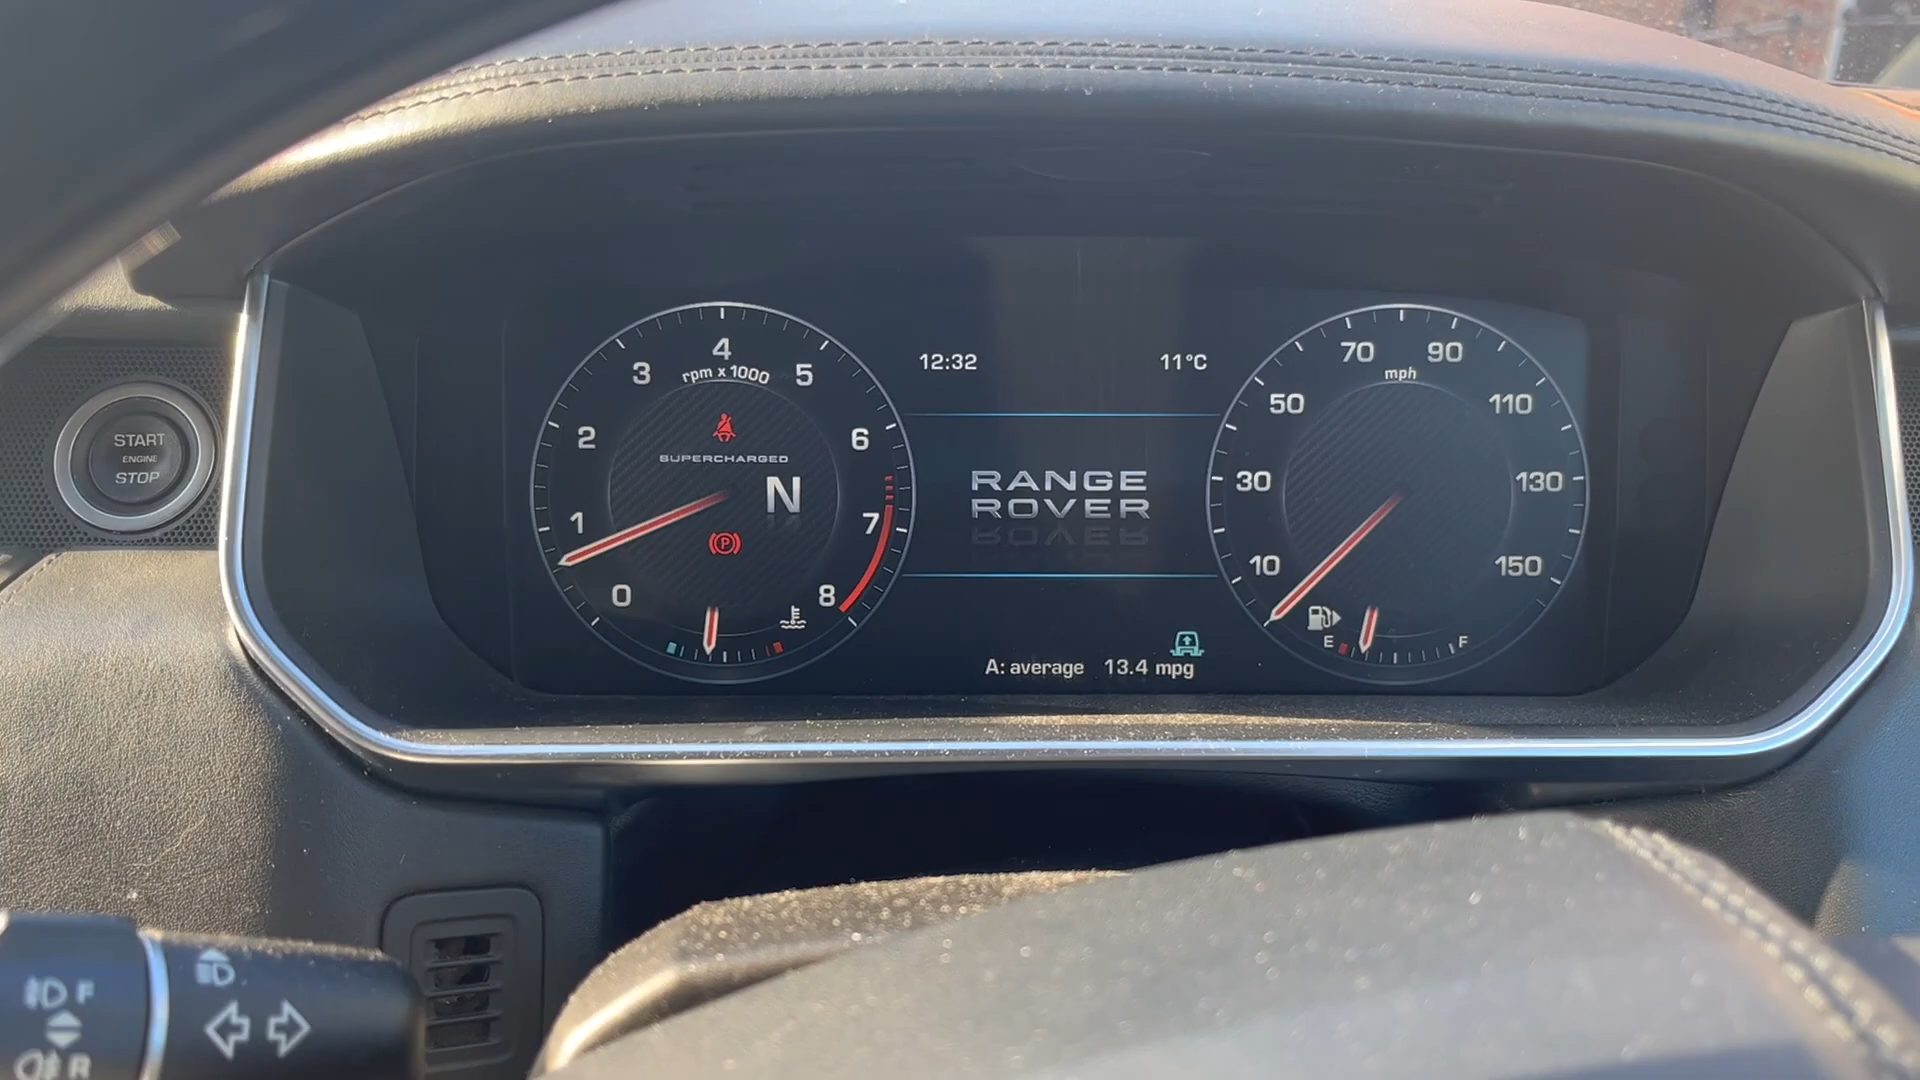 START
ENGINE
STOP
0
1
2
3
4
5
6
7
8
rpm x 1000
SUPERCHARGED
N
P
12:32
11°C
RANGE
ROVER
A: average 13.4 mpg
10
30
50
70
90
110
130
150
mph
E
F
F
R